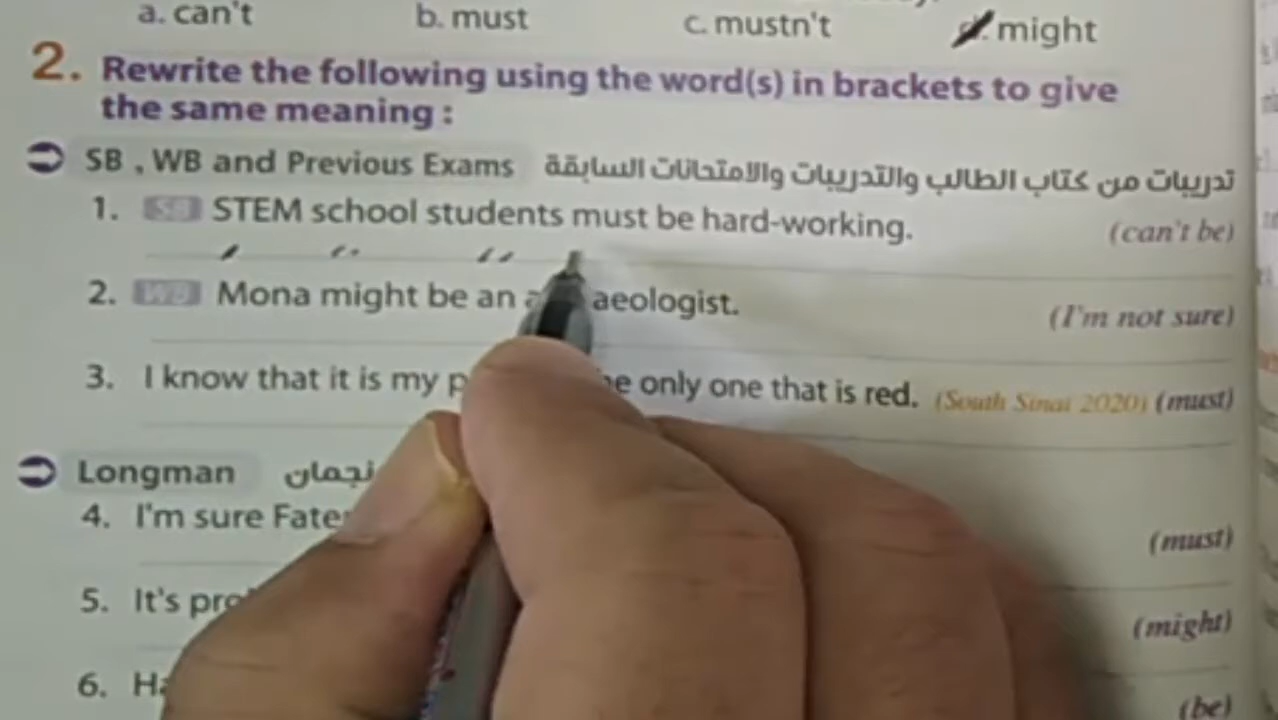 a. can't b. must c. mustn't d. might
2. Rewrite the following using the word(s) in brackets to give
the same meaning :
SB , WB and Previous Exams تدريبات من كتاب الطالب والتدريبات والامتحانات السابقة
1. SB STEM school students must be hard-working. (can't be)
2. WB Mona might be an aeologist. (I'm not sure)
3. I know that it is my only one that is red. (South Sinai 2020) (must)
Longman
4. I'm sure (must)
5. It's (might)
6. (be)